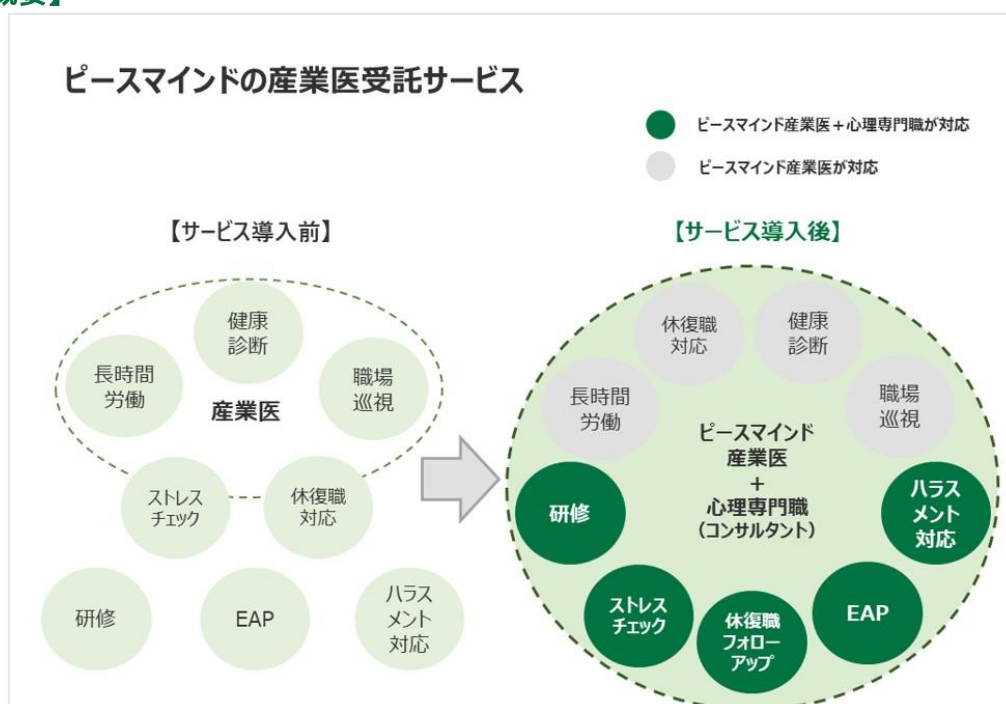 概要】
ピースマインドの産業医受託サービス
ピースマインド産業医＋心理専門職が対応
ピースマインド産業医が対応
【サービス導入前】
健康
診断
長時間
労働
職場
巡視
産業医
ストレス
チェック
休復職
対応
研修
EAP
ハラス
メント
対応
【サービス導入後】
休復職
対応
健康
診断
長時間
労働
職場
巡視
ピースマインド
産業医
+
心理専門職
（コンサルタント）
研修
ハラス
メント
対応
ストレス
チェック
休復職
フォロー
アップ
EAP